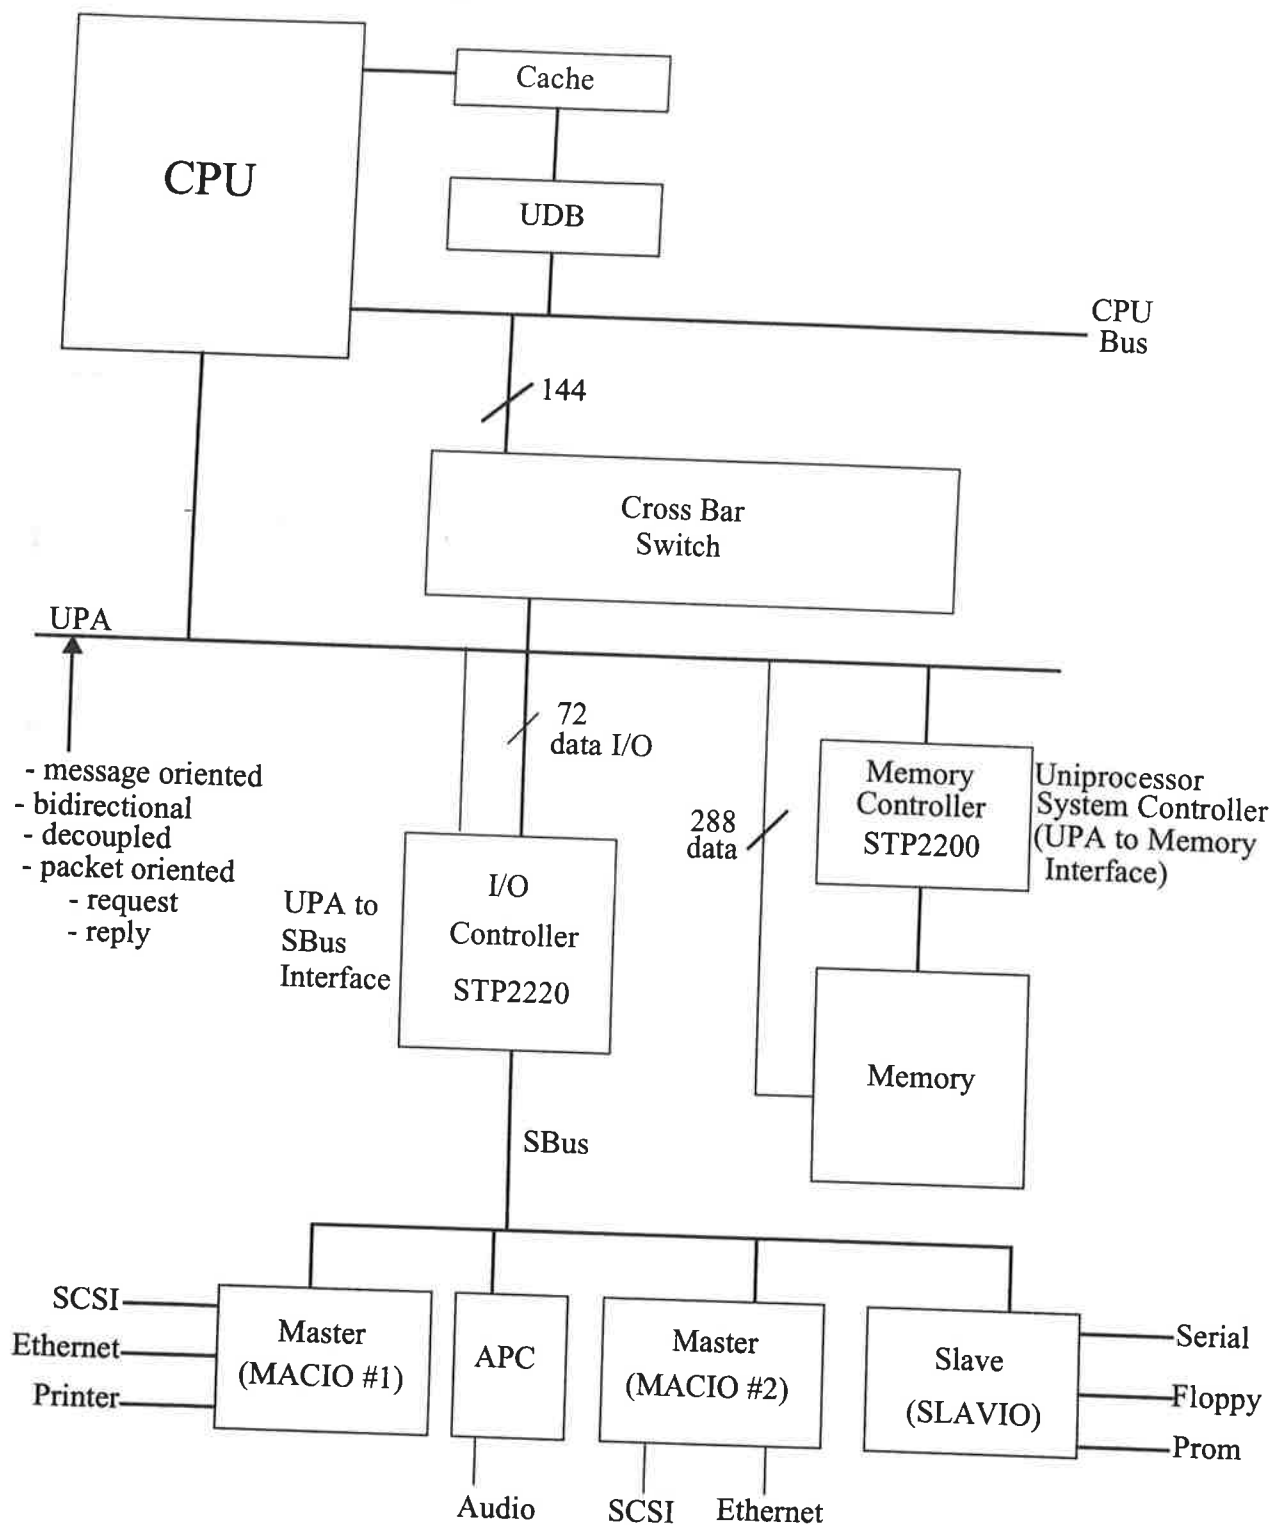 Cache
CPU
UDB
CPU
Bus
144
Cross Bar
Switch
UPA
72
data I/O
- message oriented
- bidirectional
- decoupled
- packet oriented
- request
- reply
288
data
Memory
Controller
STP2200
Uniprocessor
System Controller
(UPA to Memory
Interface)
UPA to
SBus
Interface
I/O
Controller
STP2220
Memory
SBus
SCSI
Ethernet
Printer
Master
(MACIO #1)
APC
Master
(MACIO #2)
Slave
(SLAVIO)
Serial
Floppy
Prom
Audio
SCSI
Ethernet